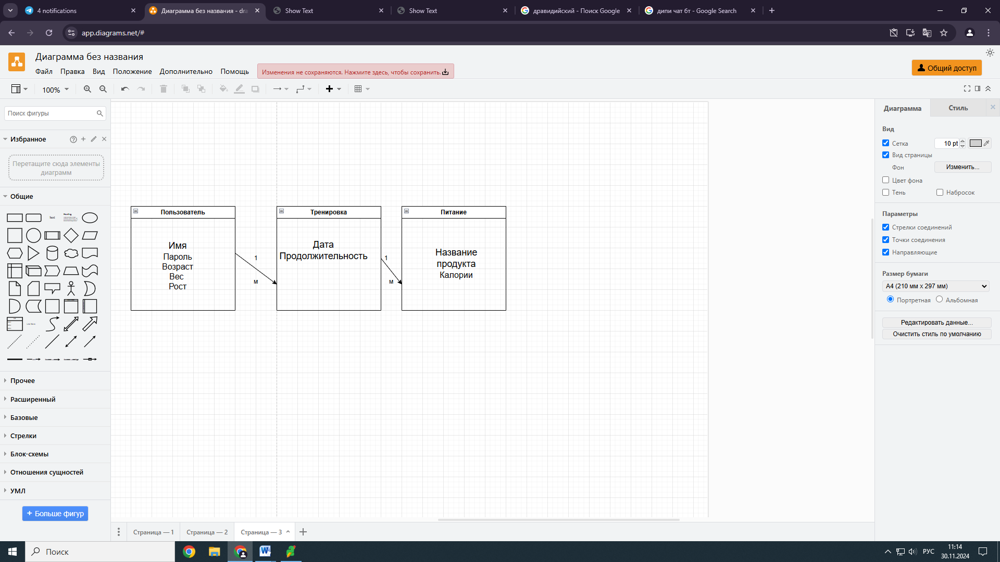 4 notifications
Диаграмма без названия - dra
Show Text
Show Text
дравидийский - Поиск Google
дипи чат бт - Google Search
app.diagrams.net/#
Диаграмма без названия
Файл Правка Вид Положение Дополнительно Помощь
Изменения не сохраняются. Нажмите здесь, чтобы сохранить.
Общий доступ
100%
Поиск фигуры
Избранное
Перетащите сюда элементы
диаграмм
Общие
Text
Heading
List Item
Прочее
Расширенный
Базовые
Стрелки
Блок-схемы
Отношения сущностей
УМЛ
+ Больше фигур
Пользователь
Имя
Пароль
Возраст
Вес
Рост
1
м
Тренировка
Дата
Продолжительность
1
м
Питание
Название
продукта
Калории
Диаграмма
Стиль
Вид
Сетка
10 pt
Вид страницы
Фон
Изменить...
Цвет фона
Тень
Набросок
Параметры
Стрелки соединений
Точки соединения
Направляющие
Размер бумаги
A4 (210 мм x 297 мм)
Портретная
Альбомная
Редактировать данные...
Очистить стиль по умолчанию
Страница — 1
Страница — 2
Страница — 3
Поиск
РУС
11:14
30.11.2024